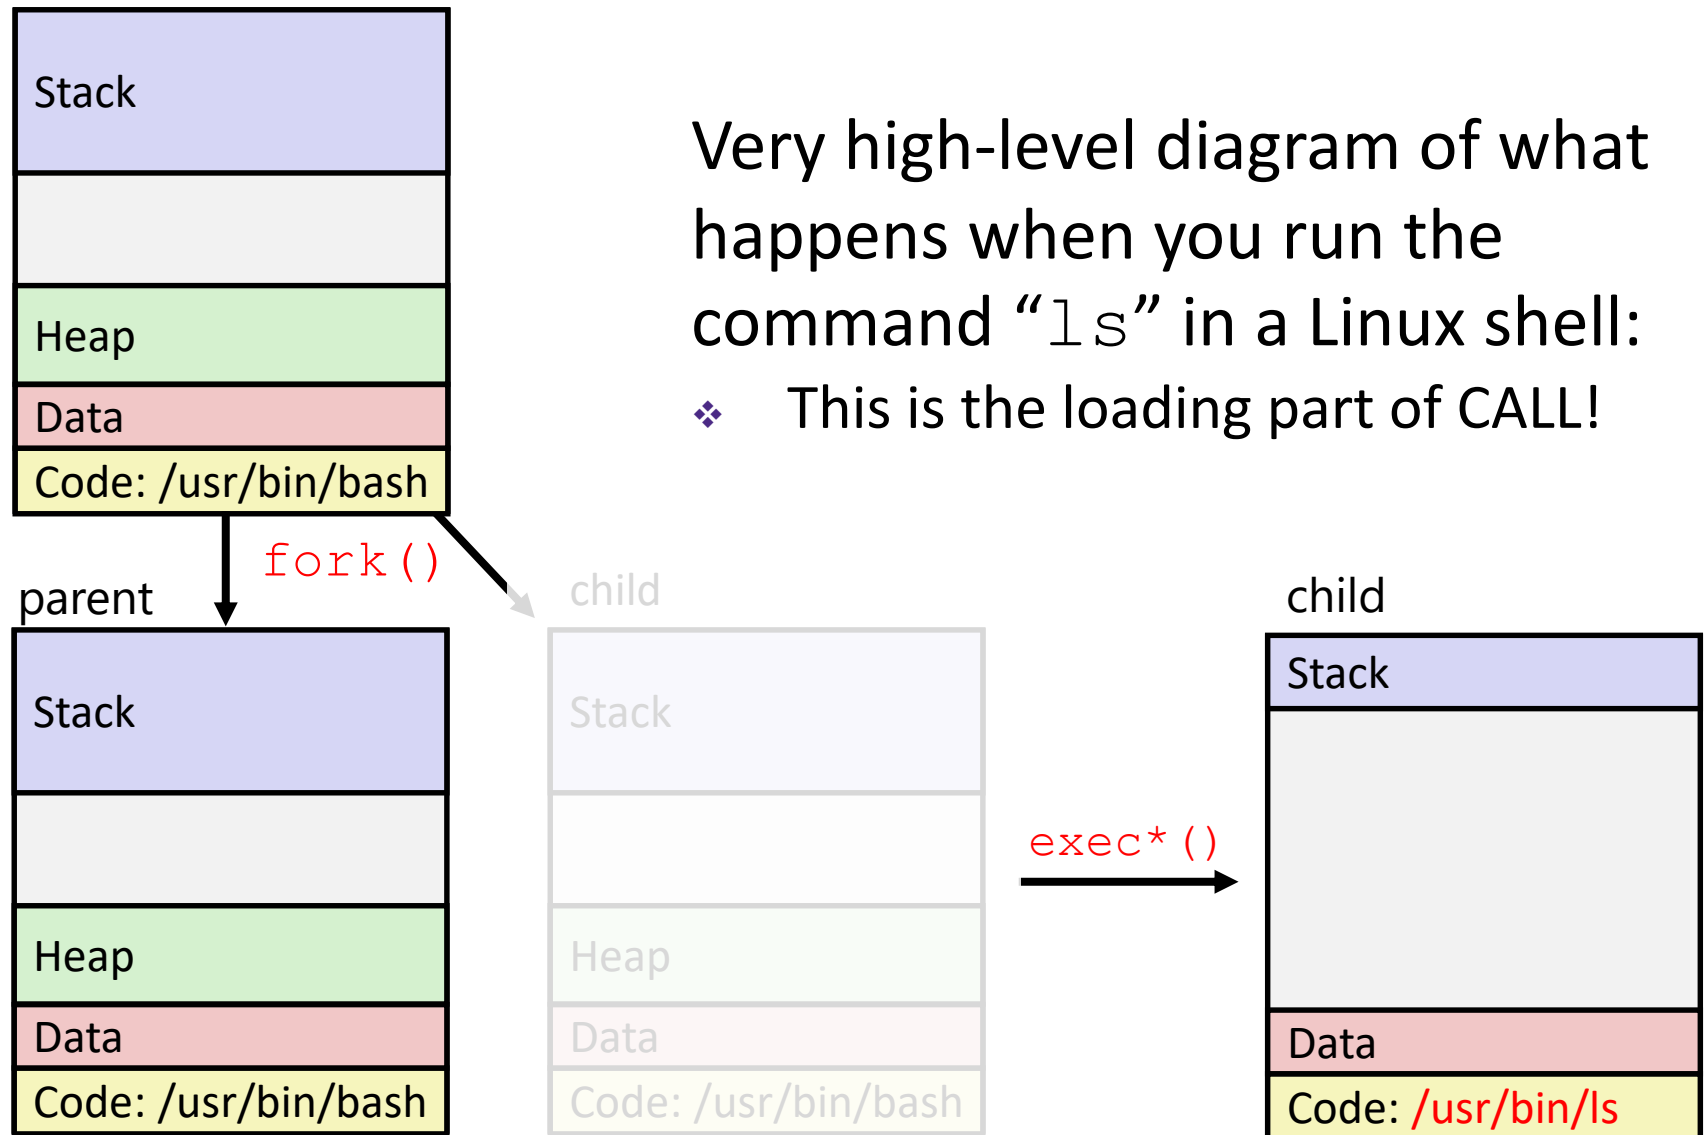 Stack
Heap
Data
Code: /usr/bin/bash
Very high-level diagram of what
happens when you run the
command “ls” in a Linux shell:
❖ This is the loading part of CALL!
fork()
parent
Stack
Heap
Data
Code: /usr/bin/bash
child
Stack
Heap
Data
Code: /usr/bin/bash
exec*()
child
Stack
Data
Code: /usr/bin/ls